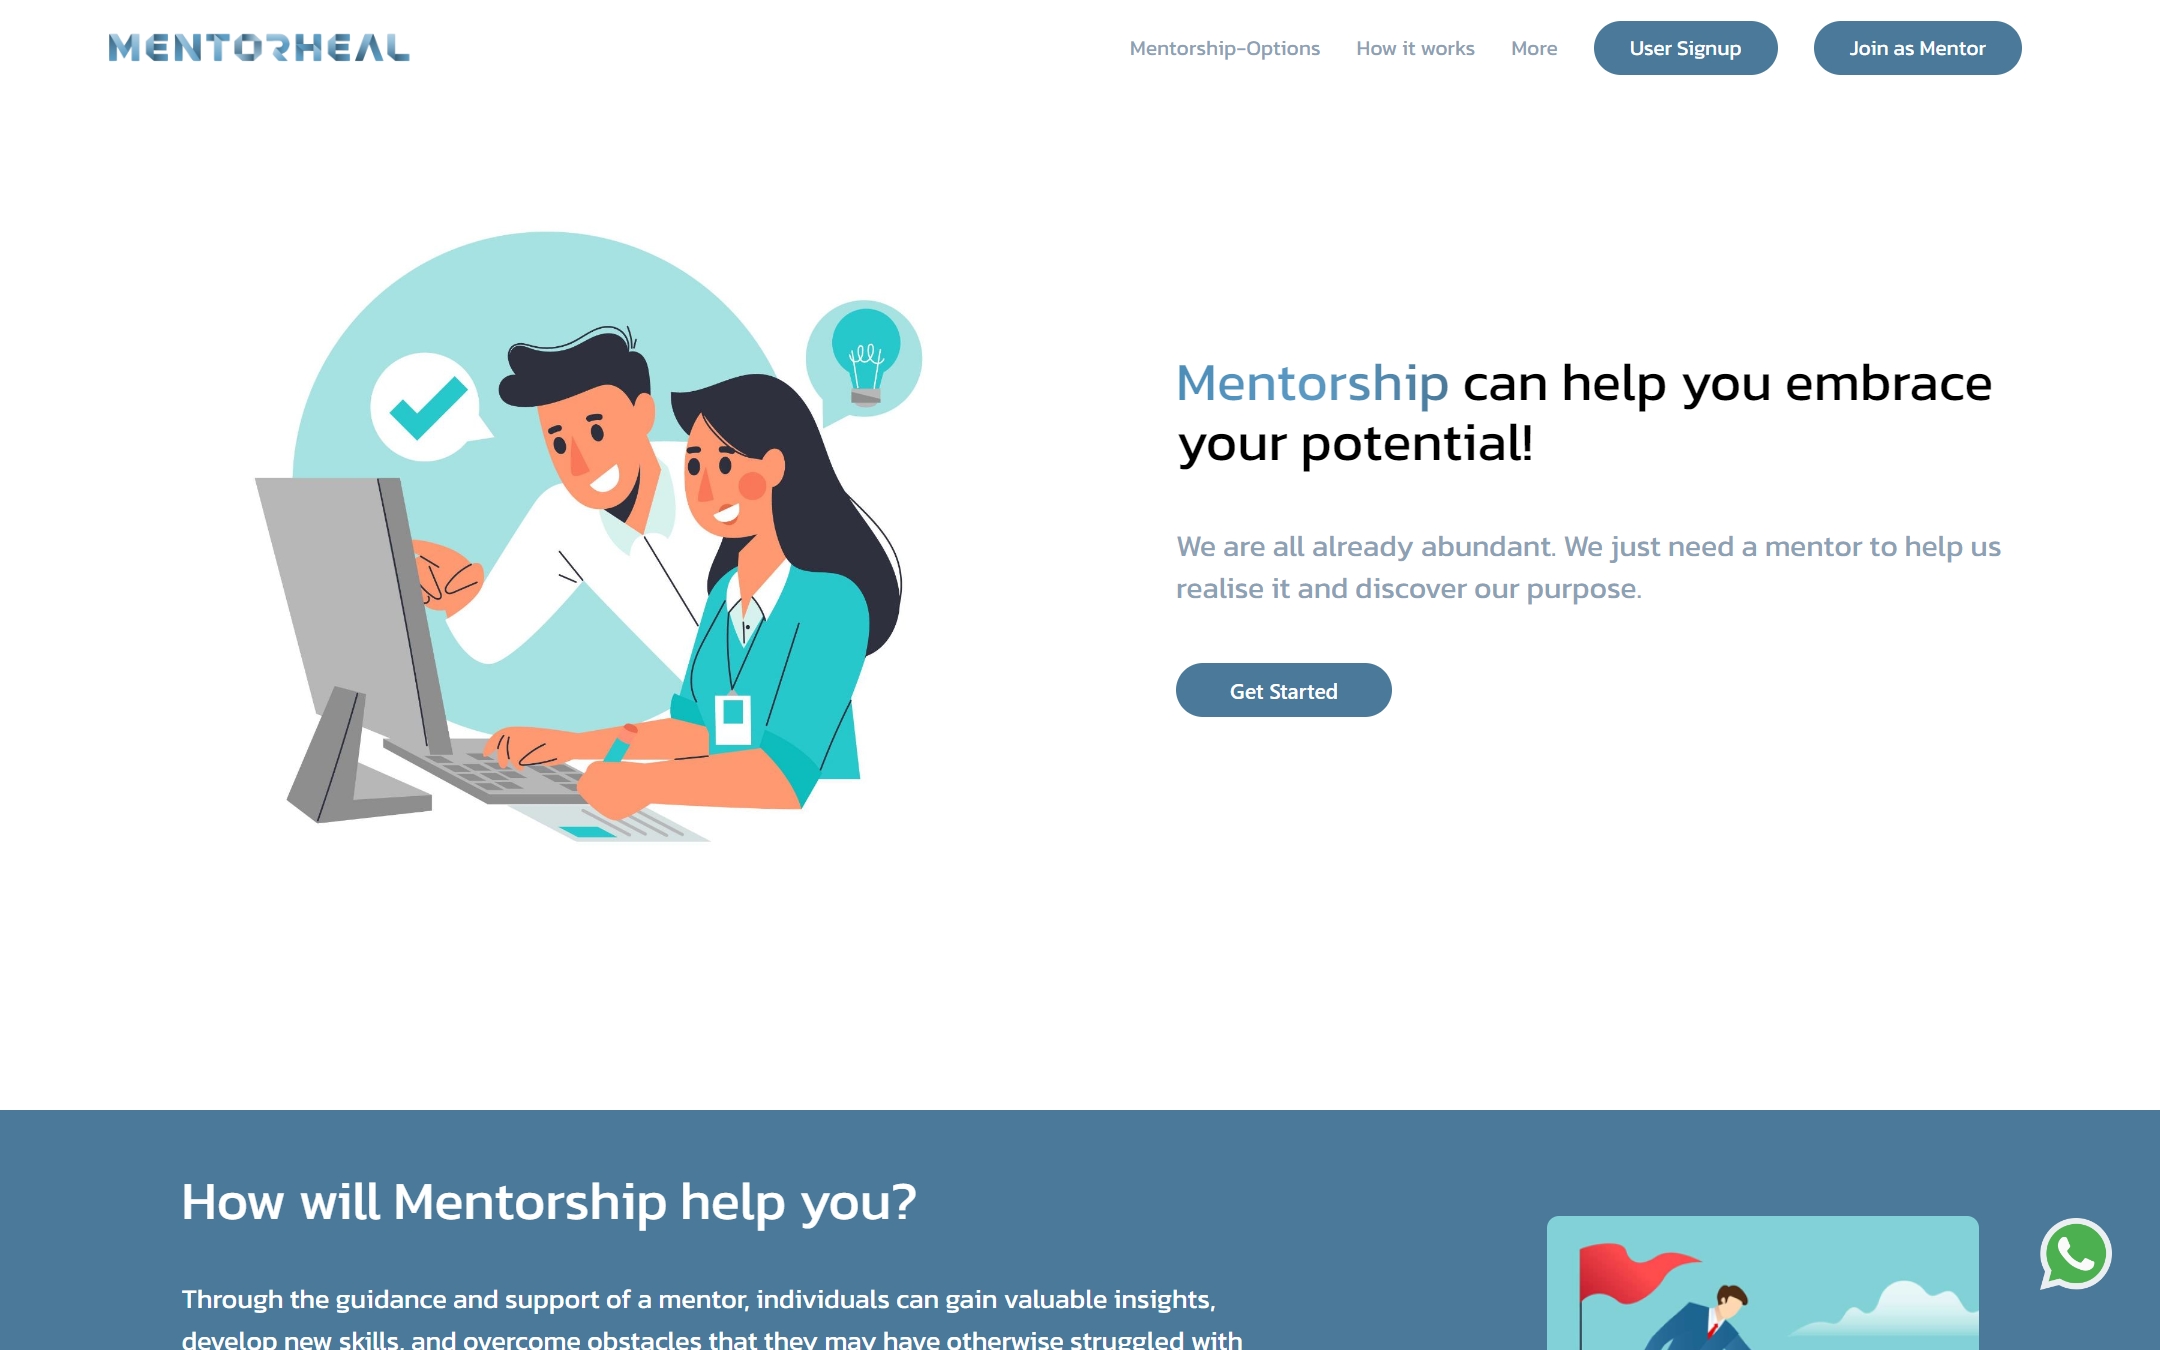 MENTORHEAL
Mentorship-Options How it works More User Signup Join as Mentor
Mentorship can help you embrace
your potential!
We are all already abundant. We just need a mentor to help us
realise it and discover our purpose.
Get Started
How will Mentorship help you?
Through the guidance and support of a mentor, individuals can gain valuable insights,
develop new skills, and overcome obstacles that they may have otherwise struggled with